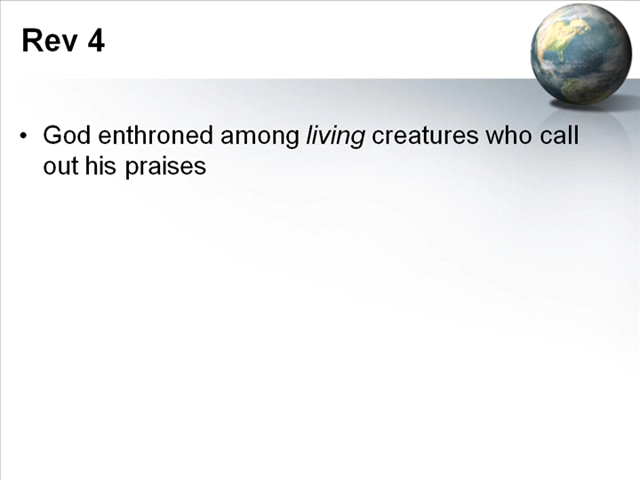 Rev 4
• God enthroned among living creatures who call
out his praises